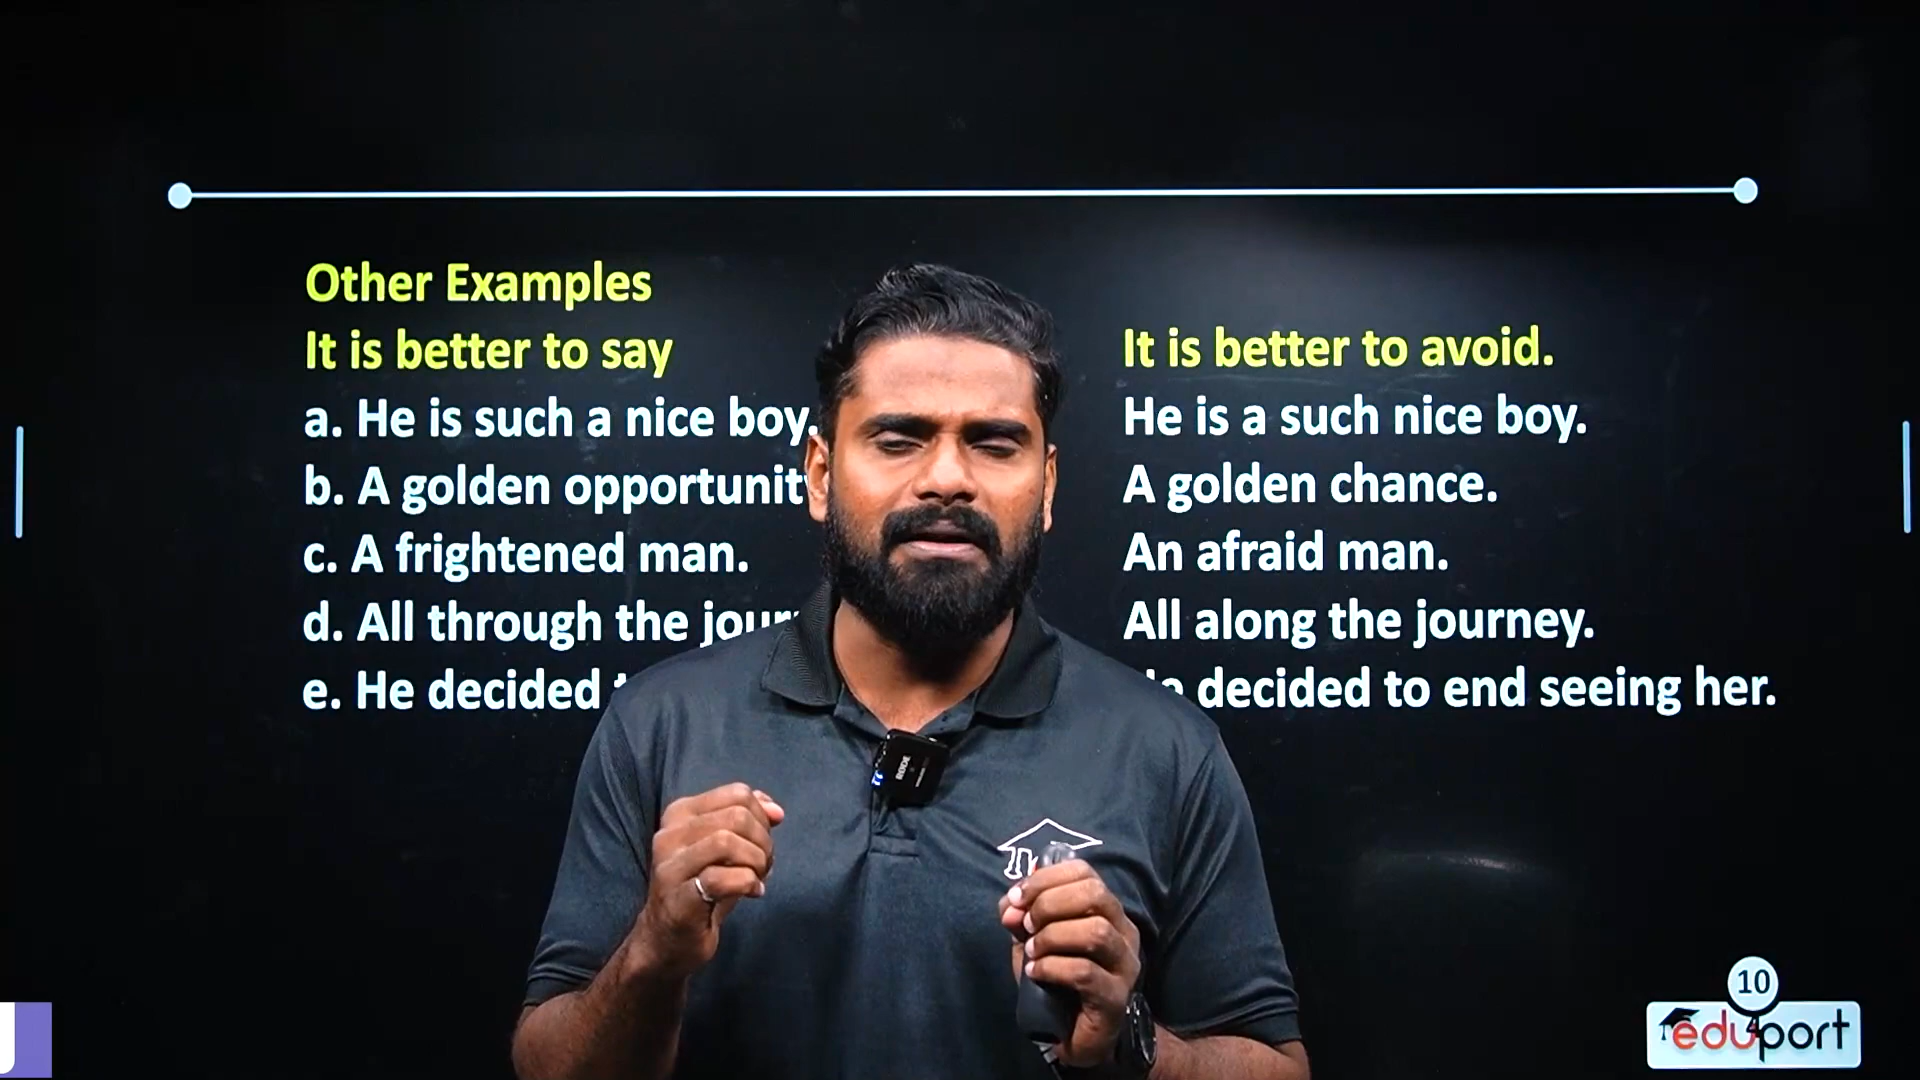 Other Examples
It is better to say
It is better to avoid.
a. He is such a nice boy.
He is a such nice boy.
b. A golden
A golden chance.
c. A frightened man.
An afraid man.
d. All through the
All along the journey.
e. He decided
decided to end seeing her.
RODE
10
eduport